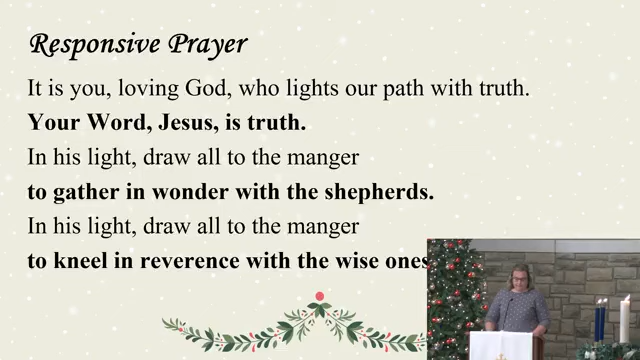 Responsive Prayer
It is you, loving God, who lights our path with truth.
Your Word, Jesus, is truth.
In his light, draw all to the manger
to gather in wonder with the shepherds.
In his light, draw all to the manger
to kneel in reverence with the wise ones